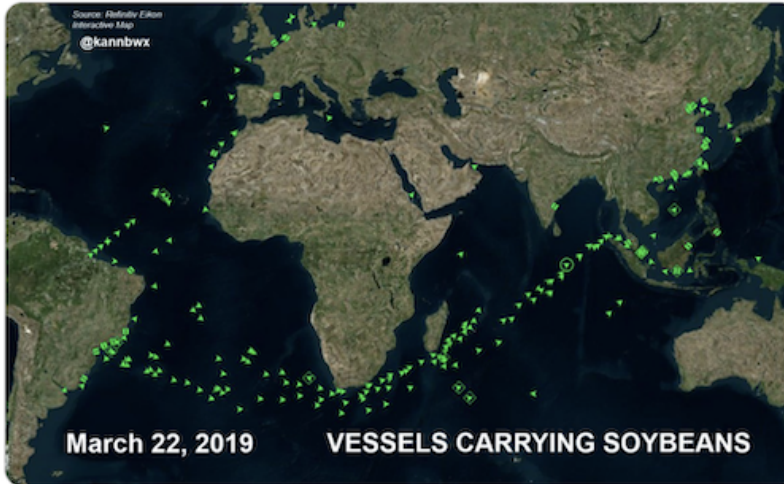 Source: Refinitiv Eikon
Interactive Map
@kannbwx
March 22, 2019
VESSELS CARRYING SOYBEANS